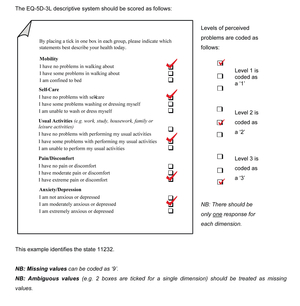 The EQ-5D-3L descriptive system should be scored as follows:
By placing a tick in one box in each group, please indicate which
statements best describe your health today.
Mobility
I have no problems in walking about
I have some problems in walking about
I am confined to bed
Self-Care
I have no problems with self-care
I have some problems washing or dressing myself
I am unable to wash or dress myself
Usual Activities (e.g. work, study, housework, family or
leisure activities)
I have no problems with performing my usual activities
I have some problems with performing my usual activities
I am unable to perform my usual activities
Pain/Discomfort
I have no pain or discomfort
I have moderate pain or discomfort
I have extreme pain or discomfort
Anxiety/Depression
I am not anxious or depressed
I am moderately anxious or depressed
I am extremely anxious or depressed
Levels of perceived
problems are coded as
follows:
Level 1 is
coded as
a '1'
Level 2 is
coded as
a '2'
Level 3 is
coded as
a '3'
NB: There should be
only one response for
each dimension.
This example identifies the state 11232.
NB: Missing values can be coded as '9'.
NB: Ambiguous values (e.g. 2 boxes are ticked for a single dimension) should be treated as missing
values.